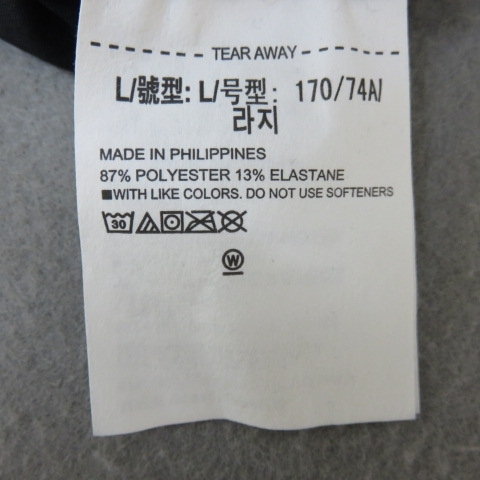 TEAR AWAY
L/號型: L/号型: 170/74A/
라지
MADE IN PHILIPPINES
87% POLYESTER 13% ELASTANE
■WITH LIKE COLORS. DO NOT USE SOFTENERS
30
W